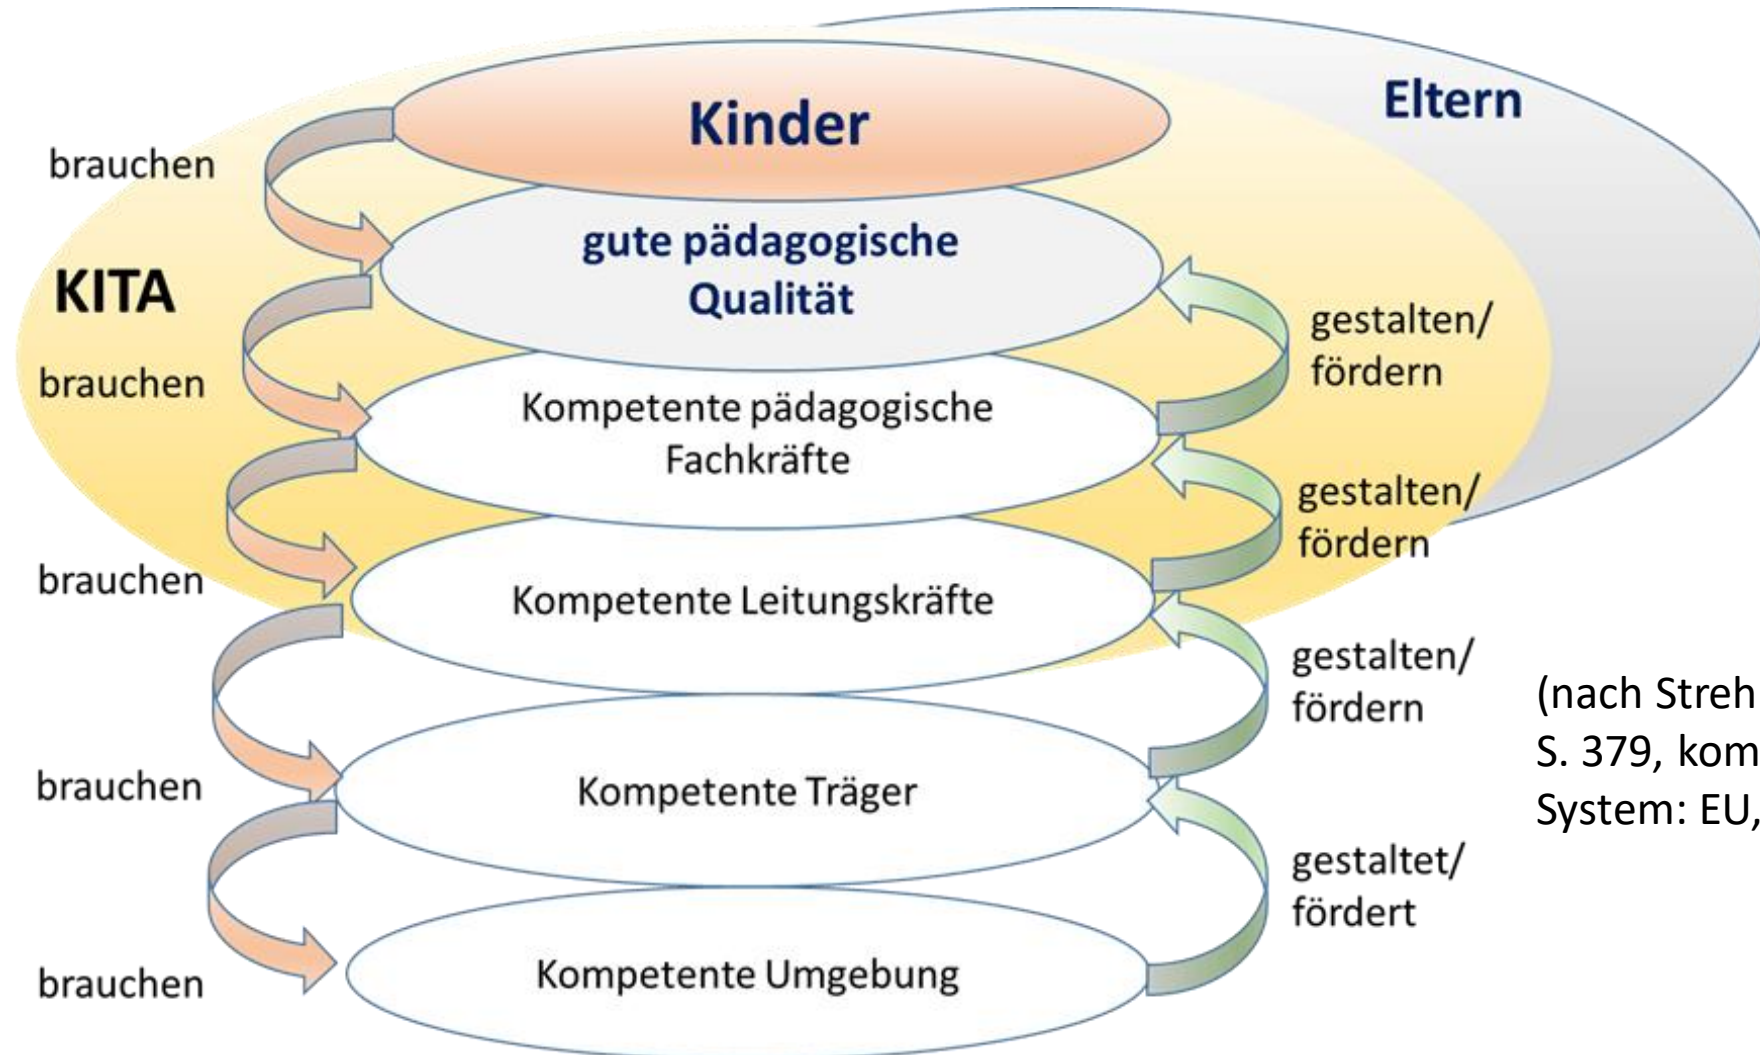 Kinder
Eltern
brauchen
gute pädagogische
Qualität
KITA
gestalten/
fördern
brauchen
Kompetente pädagogische
Fachkräfte
gestalten/
fördern
brauchen
Kompetente Leitungskräfte
gestalten/
fördern
(nach Streh
S. 379, kom
System: EU,
brauchen
Kompetente Träger
gestaltet/
fördert
brauchen
Kompetente Umgebung